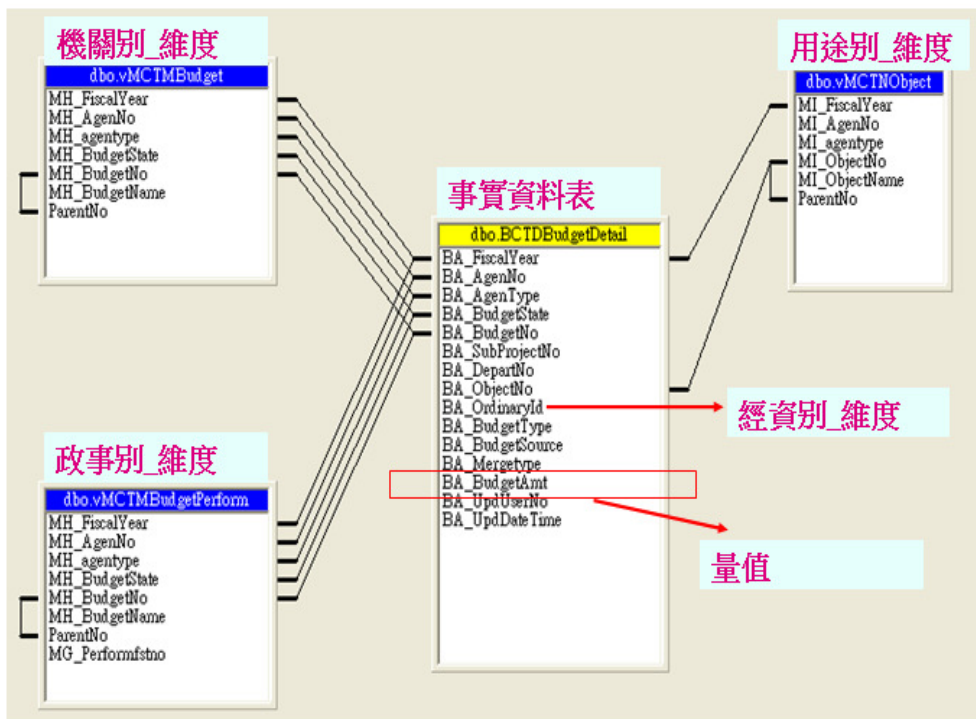 機關別_維度
dbo.vMCTMBudget
MH_FiscalYear
MH_AgenNo
MH_agentype
MH_BudgetState
MH_BudgetNo
MH_BudgetName
ParentNo
用途別_維度
dbo.vMCTNObject
MI_FiscalYear
MI_AgenNo
MI_agentype
MI_ObjectNo
MI_ObjectName
ParentNo
事實資料表
dbo.BCTDBudgetDetail
BA_FiscalYear
BA_AgenNo
BA_AgenType
BA_BudgetState
BA_BudgetNo
BA_SubProjectNo
BA_DepartNo
BA_ObjectNo
BA_OrdinaryId
BA_BudgetType
BA_BudgetSource
BA_Mergetype
BA_BudgetAmt
BA_UpdUserNo
BA_UpdDateTime
經資別_維度
量值
政事別_維度
dbo.vMCTMBudgetPerform
MH_FiscalYear
MH_AgenNo
MH_agentype
MH_BudgetState
MH_BudgetNo
MH_BudgetName
ParentNo
MG_Performfstno